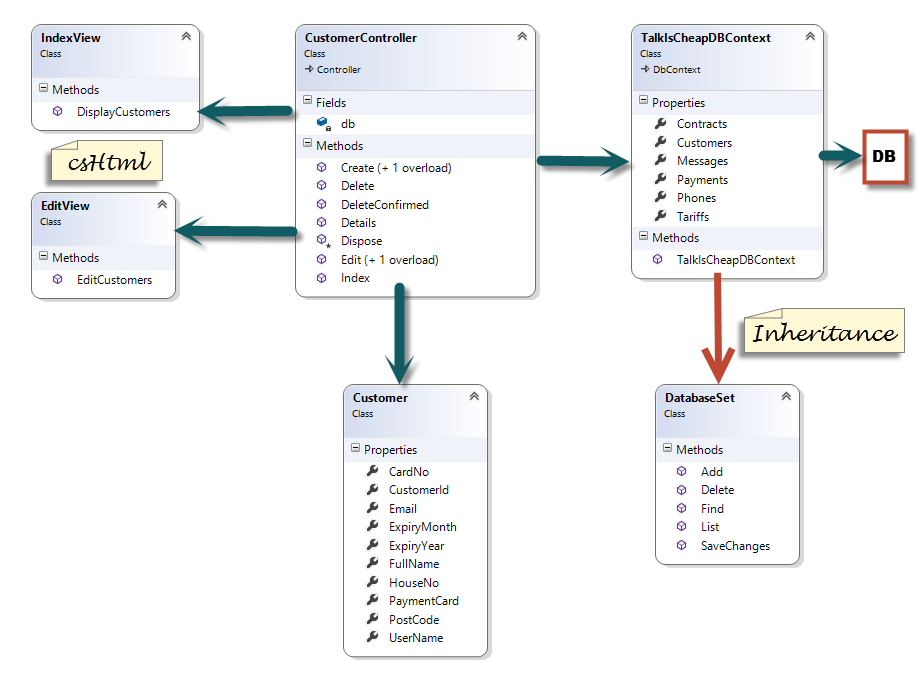 IndexView
Class
Methods
DisplayCustomers
csHtml
EditView
Class
Methods
EditCustomers
CustomerController
Class
Controller
Fields
db
Methods
Create (+ 1 overload)
Delete
DeleteConfirmed
Details
Dispose
Edit (+ 1 overload)
Index
TalkIsCheapDBContext
Class
DbContext
Properties
Contracts
Customers
Messages
Payments
Phones
Tariffs
Methods
TalkIsCheapDBContext
DB
Inheritance
Customer
Class
Properties
CardNo
CustomerId
Email
ExpiryMonth
ExpiryYear
FullName
HouseNo
PaymentCard
PostCode
UserName
DatabaseSet
Class
Methods
Add
Delete
Find
List
SaveChanges